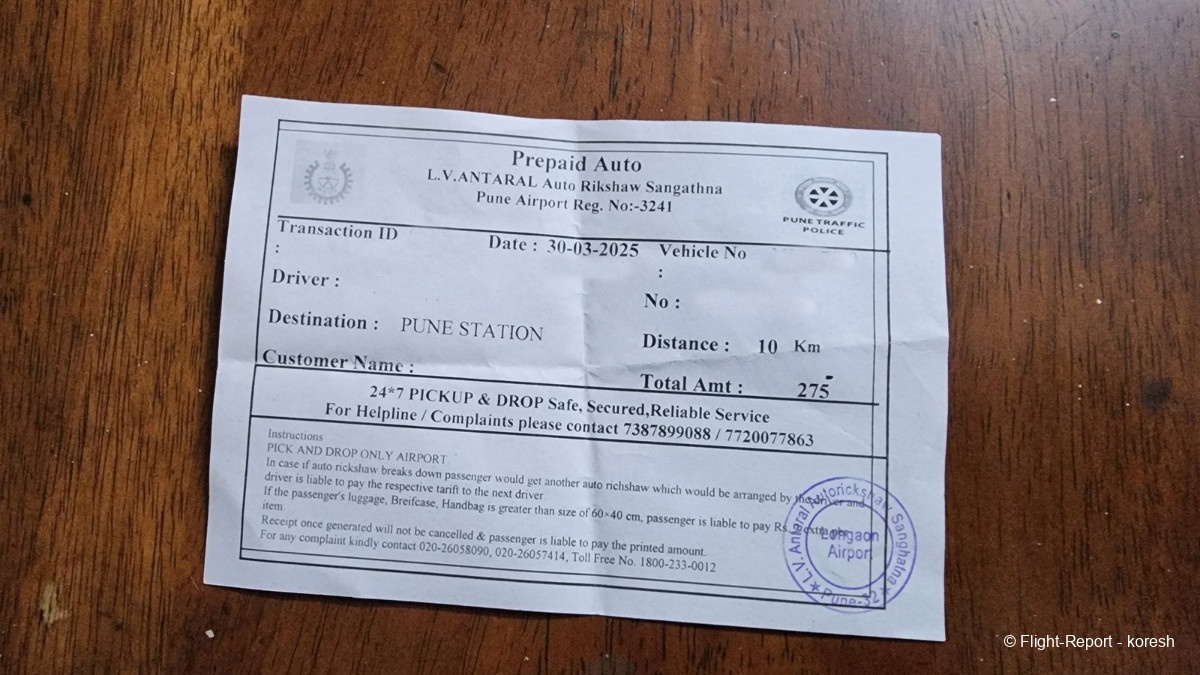 Prepaid Auto
L.V.ANTARAL Auto Rikshaw Sangathna
Pune Airport Reg. No:-3241
PUNE TRAFFIC
POLICE
Transaction ID
:
Date : 30-03-2025 Vehicle No
:
Driver :
No :
Destination : PUNE STATION
Distance : 10 Km
Customer Name :
Total Amt : 275
24*7 PICKUP & DROP Safe, Secured,Reliable Service
For Helpline / Complaints please contact 7387899088 / 7720077863
Instructions
PICK AND DROP ONLY AIRPORT
In case if auto rickshaw breaks down passenger would get another auto richshaw which would be arranged by the driver and
driver is liable to pay the respective tarift to the next driver
If the passenger's luggage, Breifcase, Handbag is greater than size of 60×40 cm, passenger is liable to pay Rs. extra
item.
Receipt once generated will not be cancelled & passenger is liable to pay the printed amount.
For any complaint kindly contact 020-26058090, 020-26057414, Toll Free No. 1800-233-0012
L.V. Antaral Autorickshaw Sanghatna
Lohgaon
Airport
Pune-32
© Flight-Report - koresh